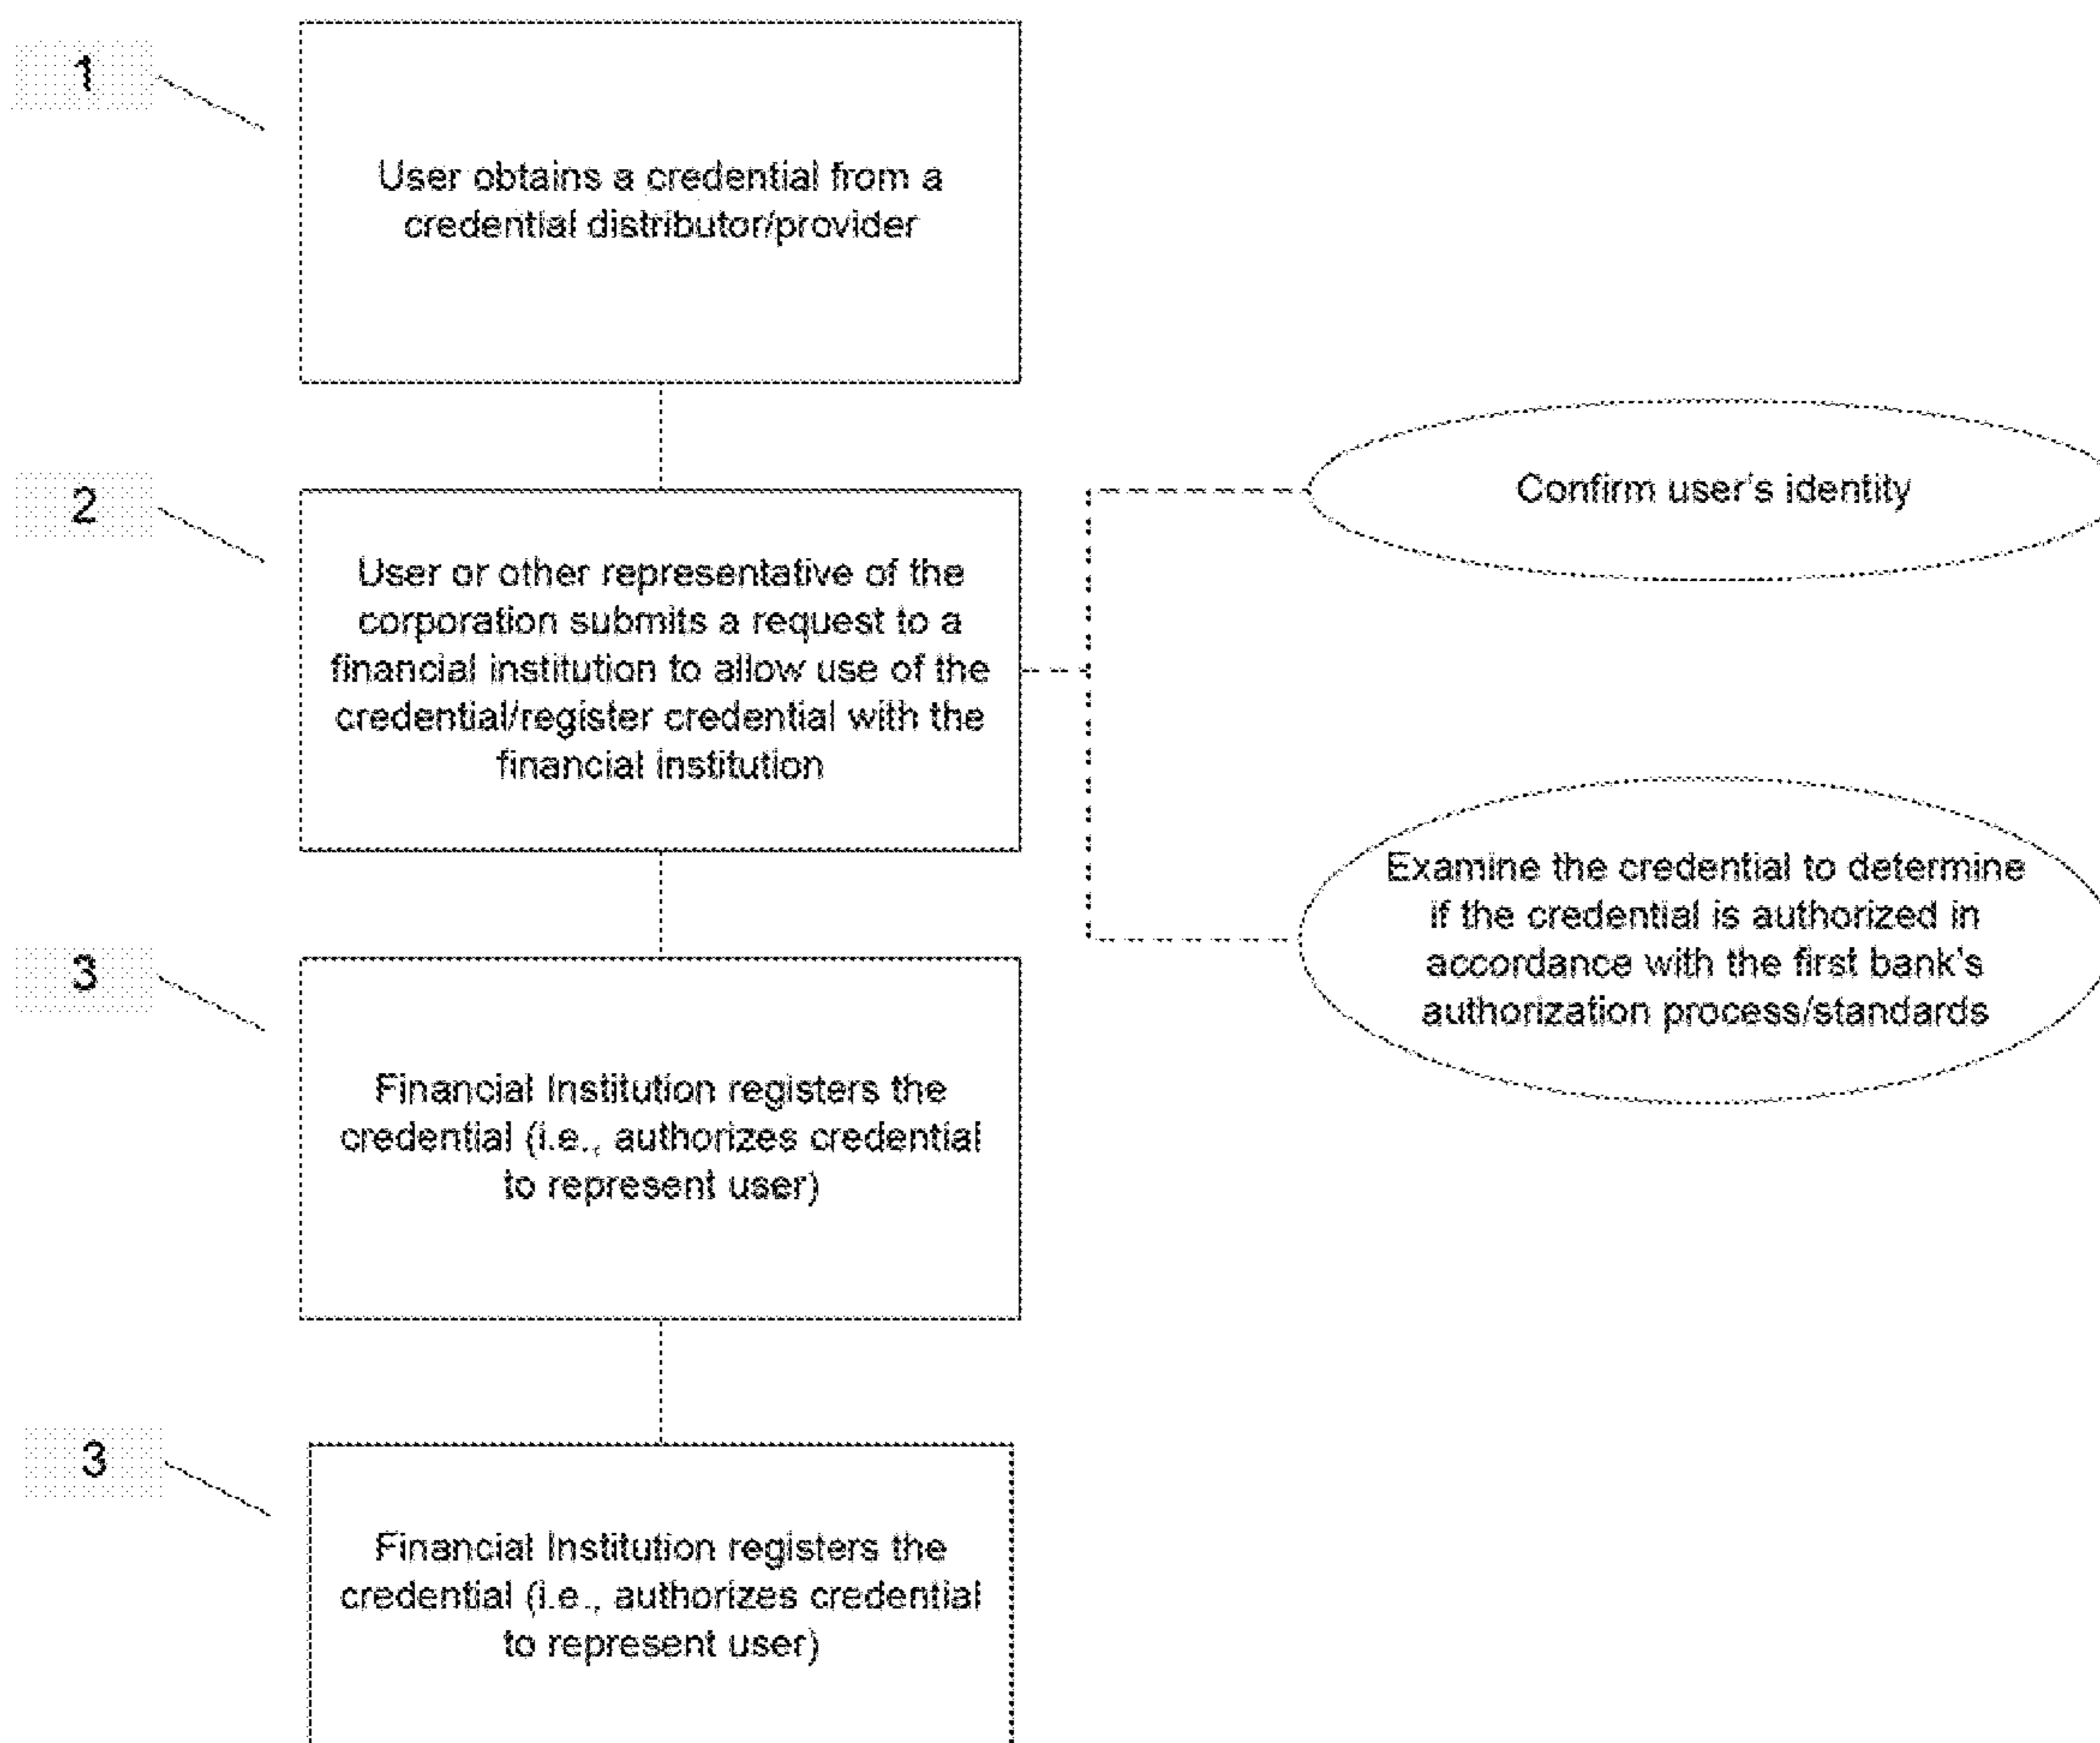 1
User obtains a credential from a
credential distributor/provider
2
User or other representative of the
corporation submits a request to a
financial institution to allow use of the
credential/register credential with the
financial institution
Confirm user's identity
Examine the credential to determine
if the credential is authorized in
accordance with the first bank's
authorization process/standards
3
Financial Institution registers the
credential (i.e., authorizes credential
to represent user)
3
Financial Institution registers the
credential (i.e., authorizes credential
to represent user)